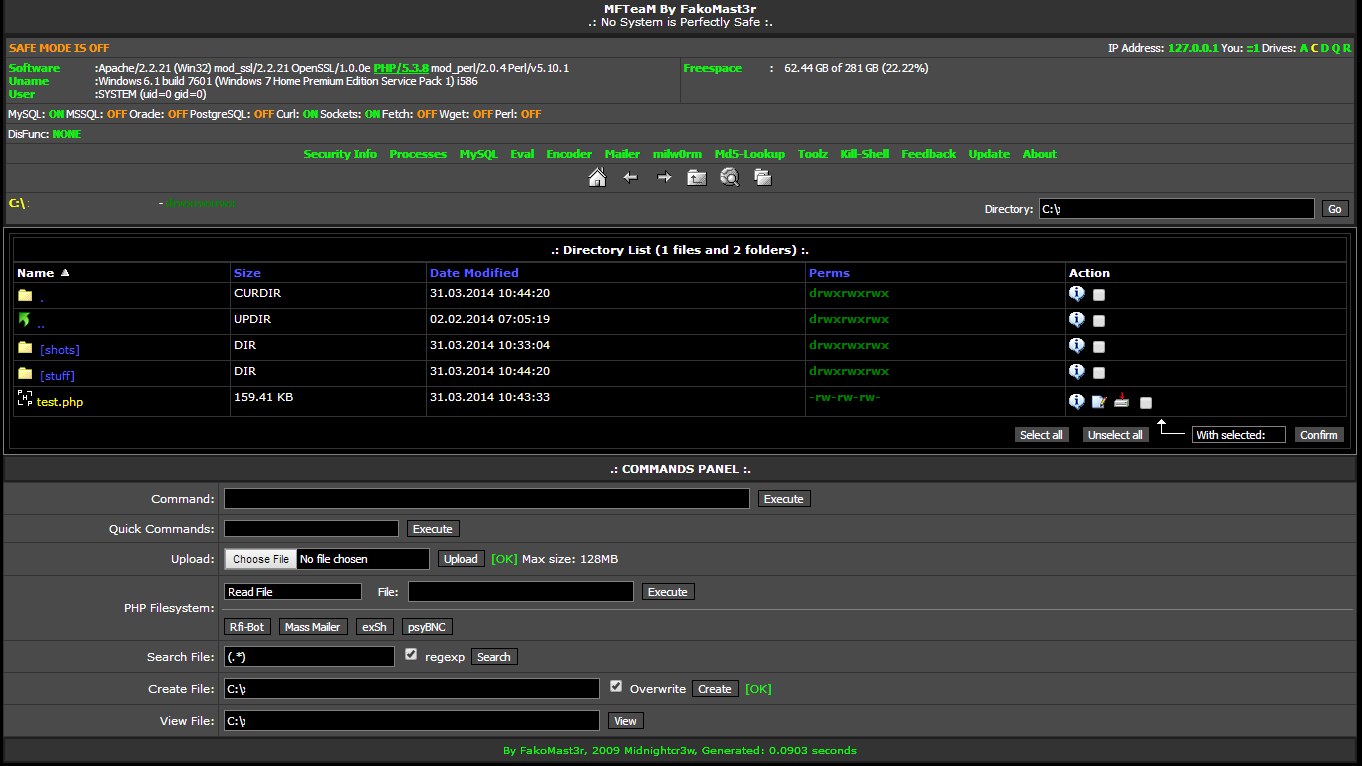 MFTeaM By FakoMast3r
.: No System is Perfectly Safe :.
SAFE MODE IS OFF IP Address: 127.0.0.1 You: ::1 Drives: A C D Q R
Software :Apache/2.2.21 (Win32) mod_ssl/2.2.21 OpenSSL/1.0.0e PHP/5.3.8 mod_perl/2.0.4 Perl/v5.10.1 Freespace : 62.44 GB of 281 GB (22.22%)
Uname :Windows 6.1 build 7601 (Windows 7 Home Premium Edition Service Pack 1) i586
User :SYSTEM (uid=0 gid=0)
MySQL: ON MSSQL: OFF Oracle: OFF PostgreSQL: OFF Curl: ON Sockets: ON Fetch: OFF Wget: OFF Perl: OFF
DisFunc: NONE
Security Info Processes MySQL Eval Encoder Mailer milw0rm Md5-Lookup Toolz Kill-Shell Feedback Update About
C:\ - drwxrwxrwx
Directory: C:\ Go
.: Directory List (1 files and 2 folders) :.
Name Size Date Modified Perms Action
. CURDIR 31.03.2014 10:44:20 drwxrwxrwx
.. UPDIR 02.02.2014 07:05:19 drwxrwxrwx
[shots] DIR 31.03.2014 10:33:04 drwxrwxrwx
[stuff] DIR 31.03.2014 10:44:20 drwxrwxrwx
test.php 159.41 KB 31.03.2014 10:43:33 -rw-rw-rw-
Select all Unselect all With selected: Confirm
.: COMMANDS PANEL :.
Command: Execute
Quick Commands: Execute
Upload: Choose File No file chosen Upload [OK] Max size: 128MB
PHP Filesystem: Read File File: Execute
Rfi-Bot Mass Mailer exSh psyBNC
Search File: (.*) regexp Search
Create File: C:\ Overwrite Create [OK]
View File: C:\ View
By FakoMast3r, 2009 Midnightcr3w, Generated: 0.0903 seconds